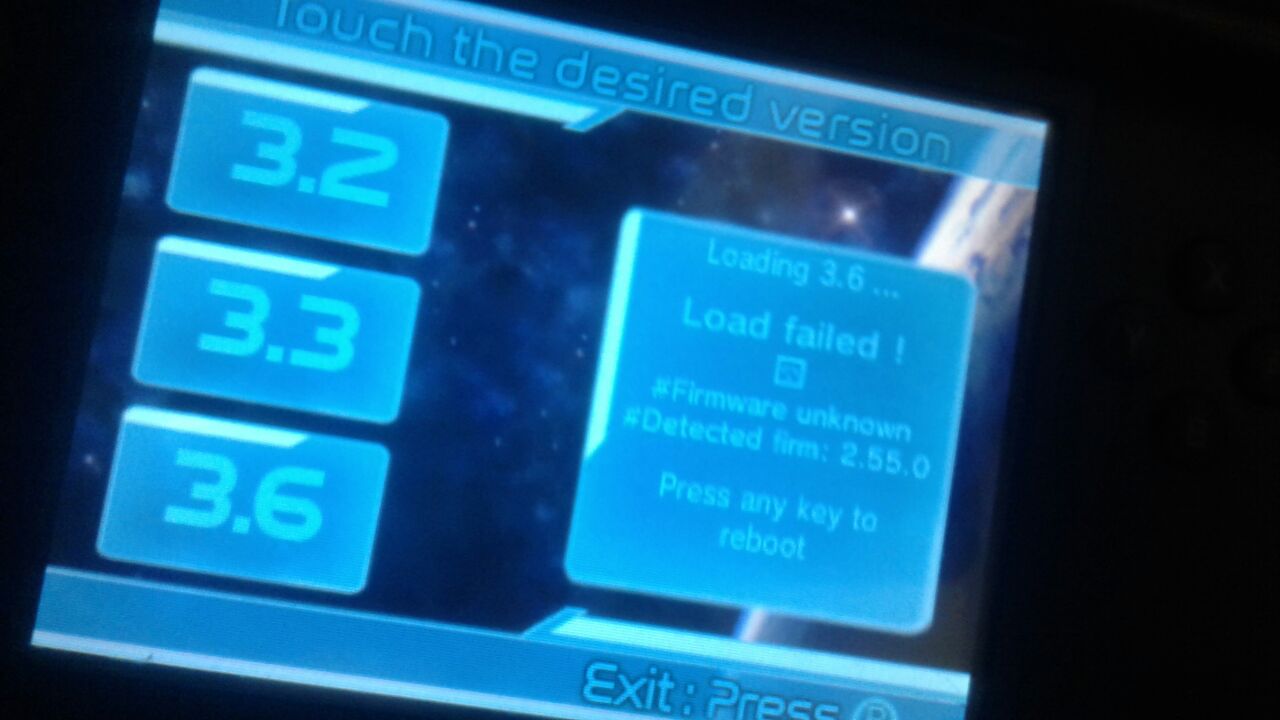 Touch the desired version
3.2
3.3
3.6
Loading 3.6 ...
Load failed !
#Firmware unknown
#Detected firm: 2.55.0
Press any key to
reboot
Exit : Press B
X
Y